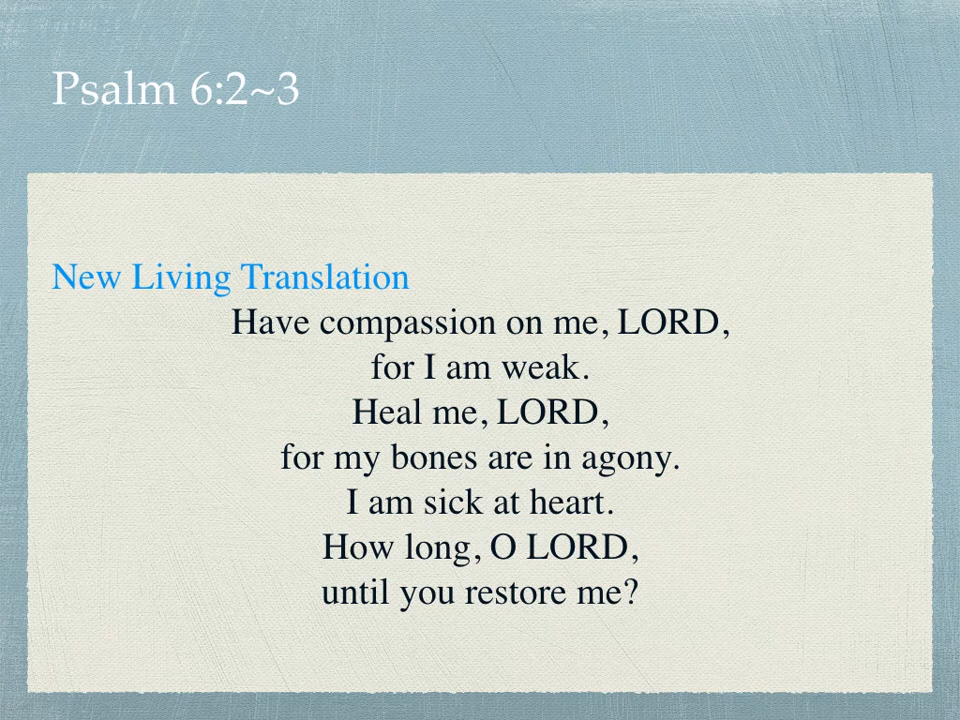 Psalm 6:2~3
New Living Translation
Have compassion on me, LORD,
for I am weak.
Heal me, LORD,
for my bones are in agony.
I am sick at heart.
How long, O LORD,
until you restore me?